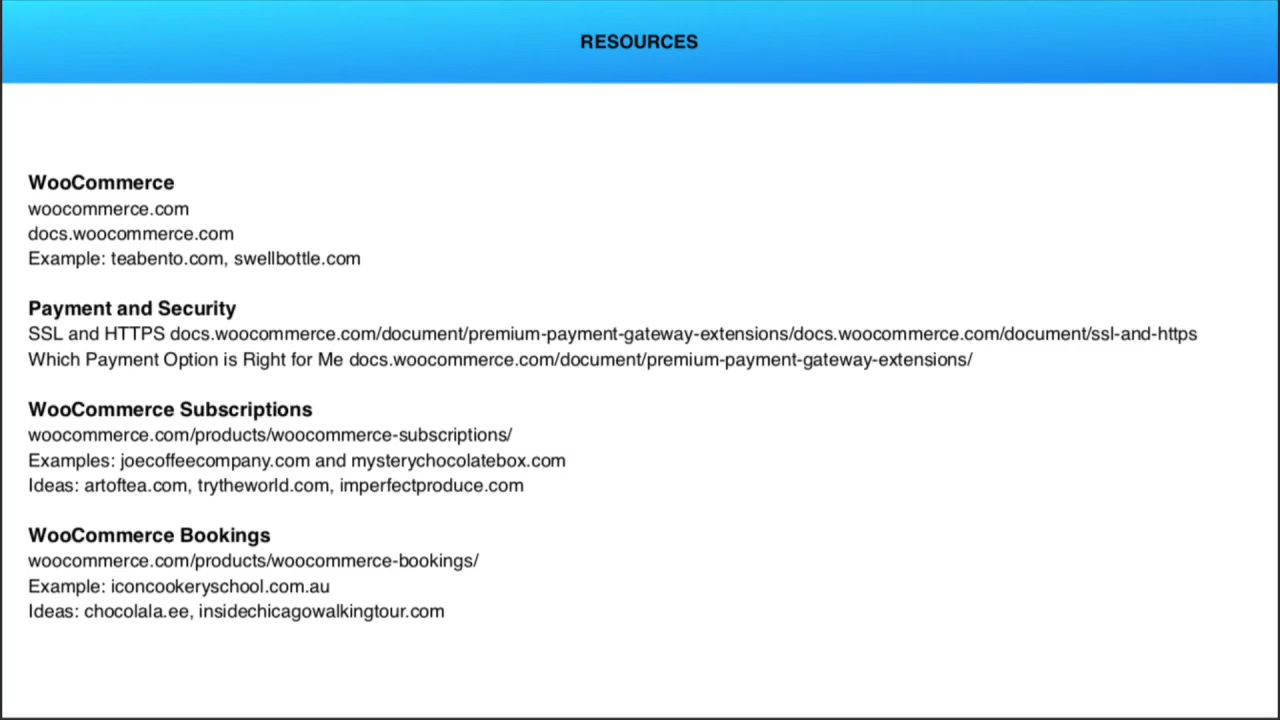 RESOURCES
WooCommerce
woocommerce.com
docs.woocommerce.com
Example: teabento.com, swellbottle.com
Payment and Security
SSL and HTTPS docs.woocommerce.com/document/premium-payment-gateway-extensions/docs.woocommerce.com/document/ssl-and-https
Which Payment Option is Right for Me docs.woocommerce.com/document/premium-payment-gateway-extensions/
WooCommerce Subscriptions
woocommerce.com/products/woocommerce-subscriptions/
Examples: joecoffeecompany.com and mysterychocolatebox.com
Ideas: artoftea.com, trytheworld.com, imperfectproduce.com
WooCommerce Bookings
woocommerce.com/products/woocommerce-bookings/
Example: iconcookeryschool.com.au
Ideas: chocolala.ee, insidechicagowalkingtour.com